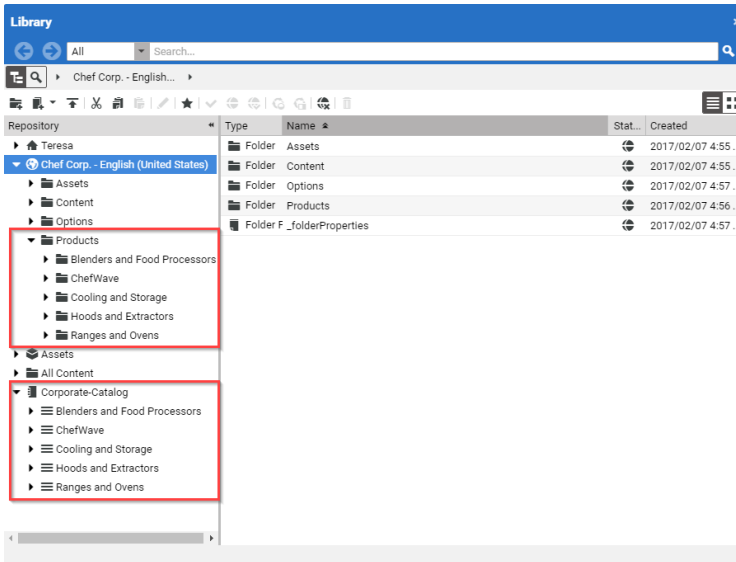 Library
All Search...
Chef Corp. - English...
Repository Type Name Stat... Created
Teresa
Chef Corp. - English (United States)
Assets
Content
Options
Products
Blenders and Food Processors
ChefWave
Cooling and Storage
Hoods and Extractors
Ranges and Ovens
Assets
All Content
Corporate-Catalog
Blenders and Food Processors
ChefWave
Cooling and Storage
Hoods and Extractors
Ranges and Ovens
Folder Assets 2017/02/07 4:55 .
Folder Content 2017/02/07 4:55 .
Folder Options 2017/02/07 4:57 .
Folder Products 2017/02/07 4:56 .
Folder F _folderProperties 2017/02/07 4:57 .